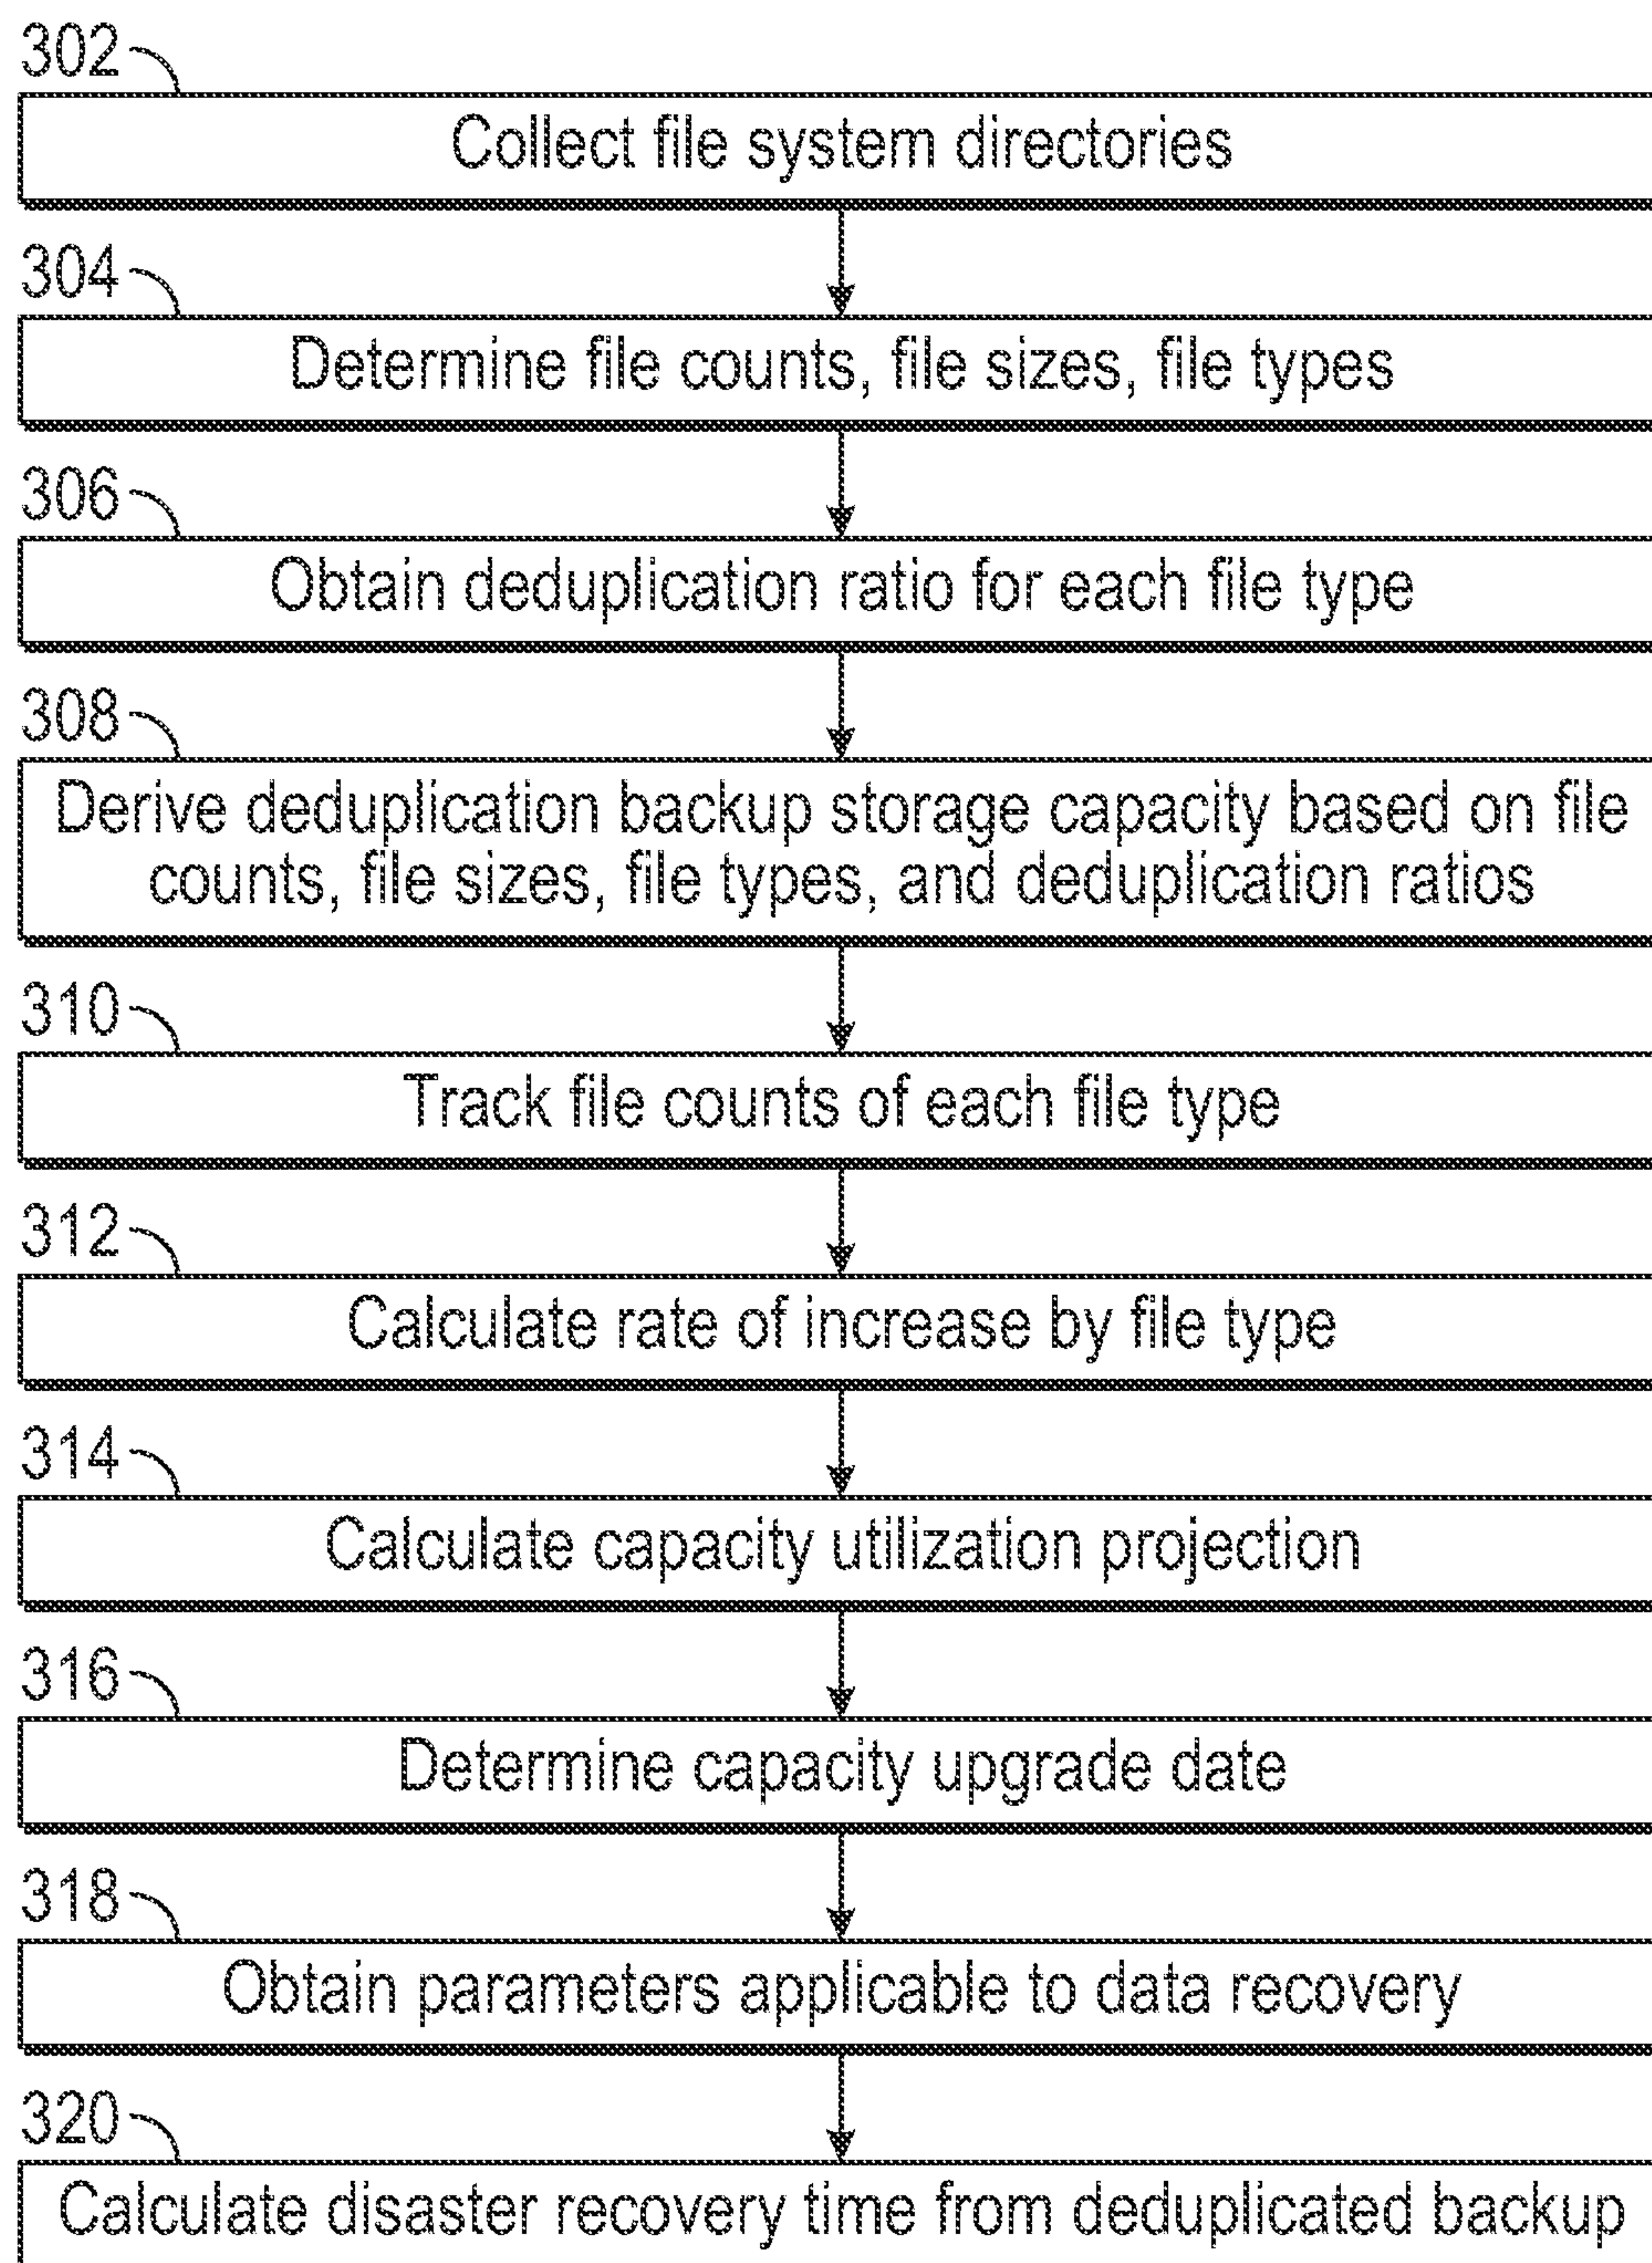 302
Collect file system directories
304
Determine file counts, file sizes, file types
306
Obtain deduplication ratio for each file type
308
Derive deduplication backup storage capacity based on file
counts, file sizes, file types, and deduplication ratios
310
Track file counts of each file type
312
Calculate rate of increase by file type
314
Calculate capacity utilization projection
316
Determine capacity upgrade date
318
Obtain parameters applicable to data recovery
320
Calculate disaster recovery time from deduplicated backup